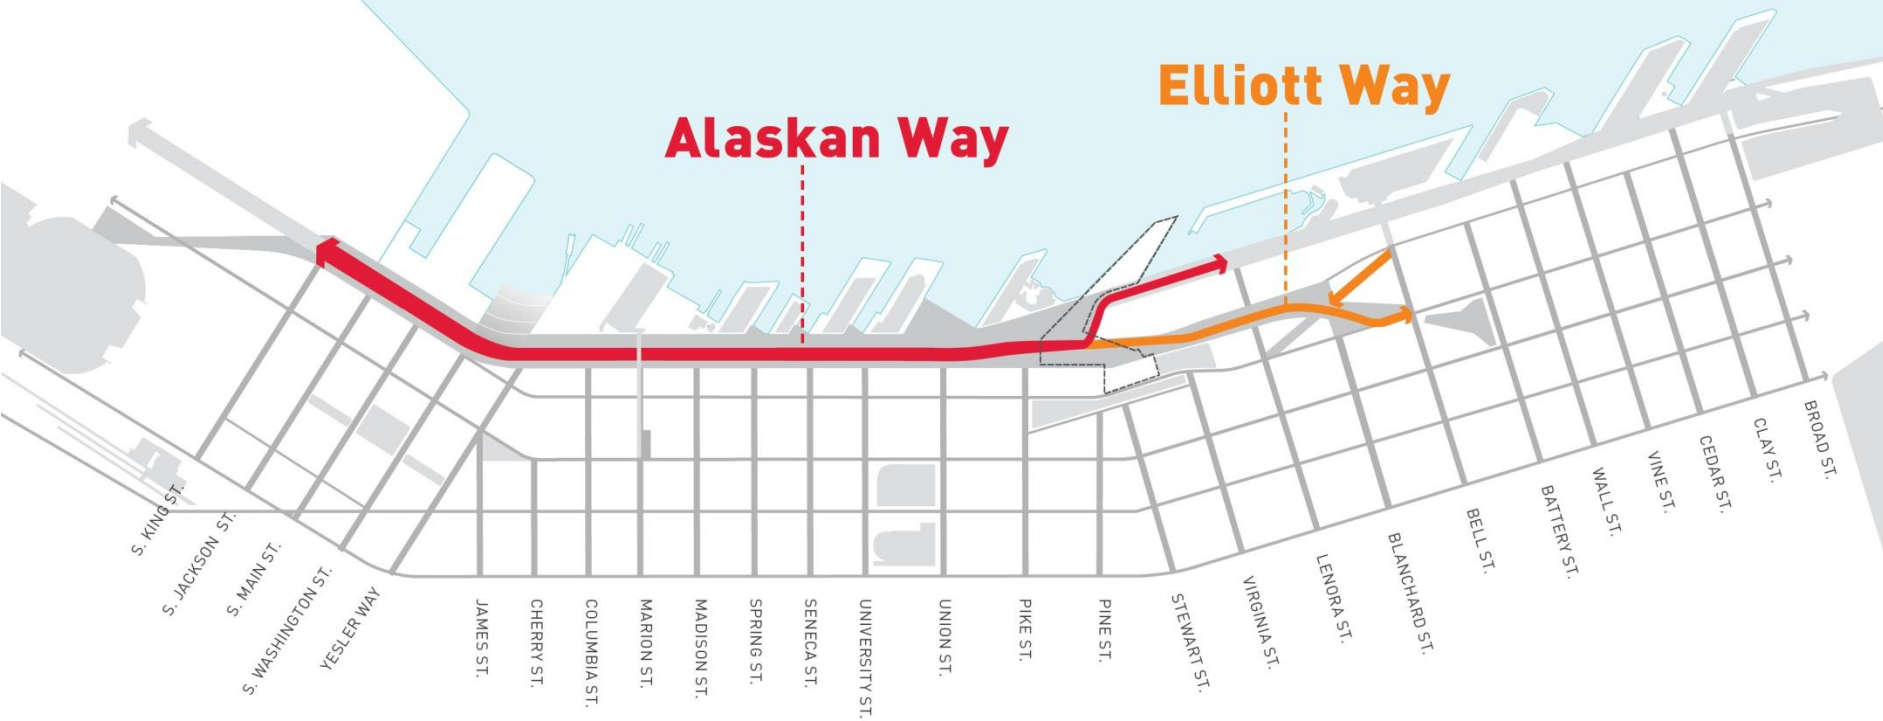 Elliott Way
Alaskan Way
S. KING ST.
S. JACKSON ST.
S. MAIN ST.
S. WASHINGTON ST.
YESLER WAY
JAMES ST.
CHERRY ST.
COLUMBIA ST.
MARION ST.
MADISON ST.
SPRING ST.
SENECA ST.
UNIVERSITY ST.
UNION ST.
PIKE ST.
PINE ST.
STEWART ST.
VIRGINIA ST.
LENORA ST.
BLANCHARD ST.
BELL ST.
BATTERY ST.
WALL ST.
VINE ST.
CEDAR ST.
CLAY ST.
BROAD ST.